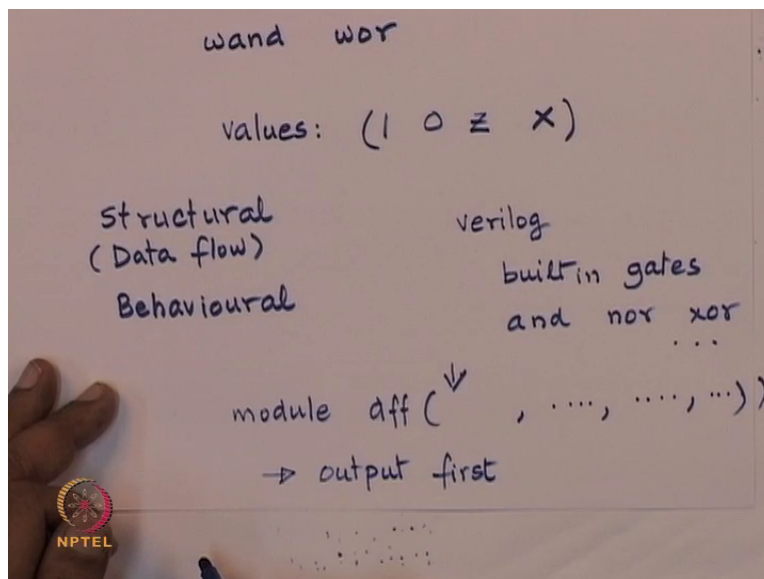 wand wor
values: (1 0 z x)
structural
(Data flow)
Behavioural
verilog
built in gates
and nor xor
...
module dff( , ...., ...., ...))
→ output first
NPTEL